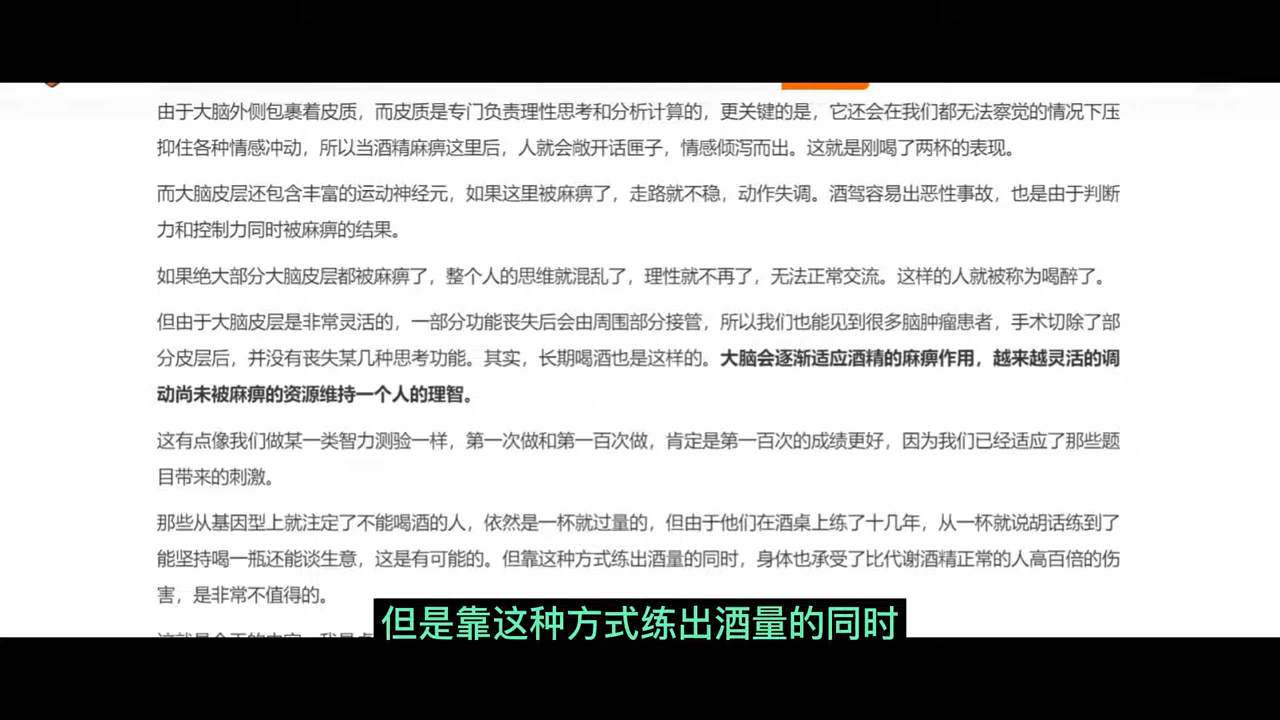 由于大脑外侧包裹着皮质，而皮质是专门负责理性思考和分析计算的，更关键的是，它还会在我们都无法察觉的情况下压
抑住各种情感冲动，所以当酒精麻痹这里后，人就会敞开话匣子，情感倾泻而出。这就是刚喝了两杯的表现。
而大脑皮层还包含丰富的运动神经元，如果这里被麻痹了，走路就不稳，动作失调。酒驾容易出恶性事故，也是由于判断
力和控制力同时被麻痹的结果。
如果绝大部分大脑皮层都被麻痹了，整个人的思维就混乱了，理性就不再了，无法正常交流。这样的人就被称为喝醉了。
但由于大脑皮层是非常灵活的，一部分功能丧失后会由周围部分接管，所以我们也能见到很多脑肿瘤患者，手术切除了部
分皮层后，并没有丧失某几种思考功能。其实，长期喝酒也是这样的。大脑会逐渐适应酒精的麻痹作用，越来越灵活的调
动尚未被麻痹的资源维持一个人的理智。
这有点像我们做某一类智力测验一样，第一次做和第一百次做，肯定是第一百次的成绩更好，因为我们已经适应了那些题
目带来的刺激。
那些从基因型上就注定了不能喝酒的人，依然是一杯就过量的，但由于他们在酒桌上练了十几年，从一杯就说胡话练到了
能坚持喝一瓶还能谈生意，这是有可能的。但靠这种方式练出酒量的同时，身体也承受了比代谢酒精正常的人高百倍的伤
害，是非常不值得的。
但是靠这种方式练出酒量的同时